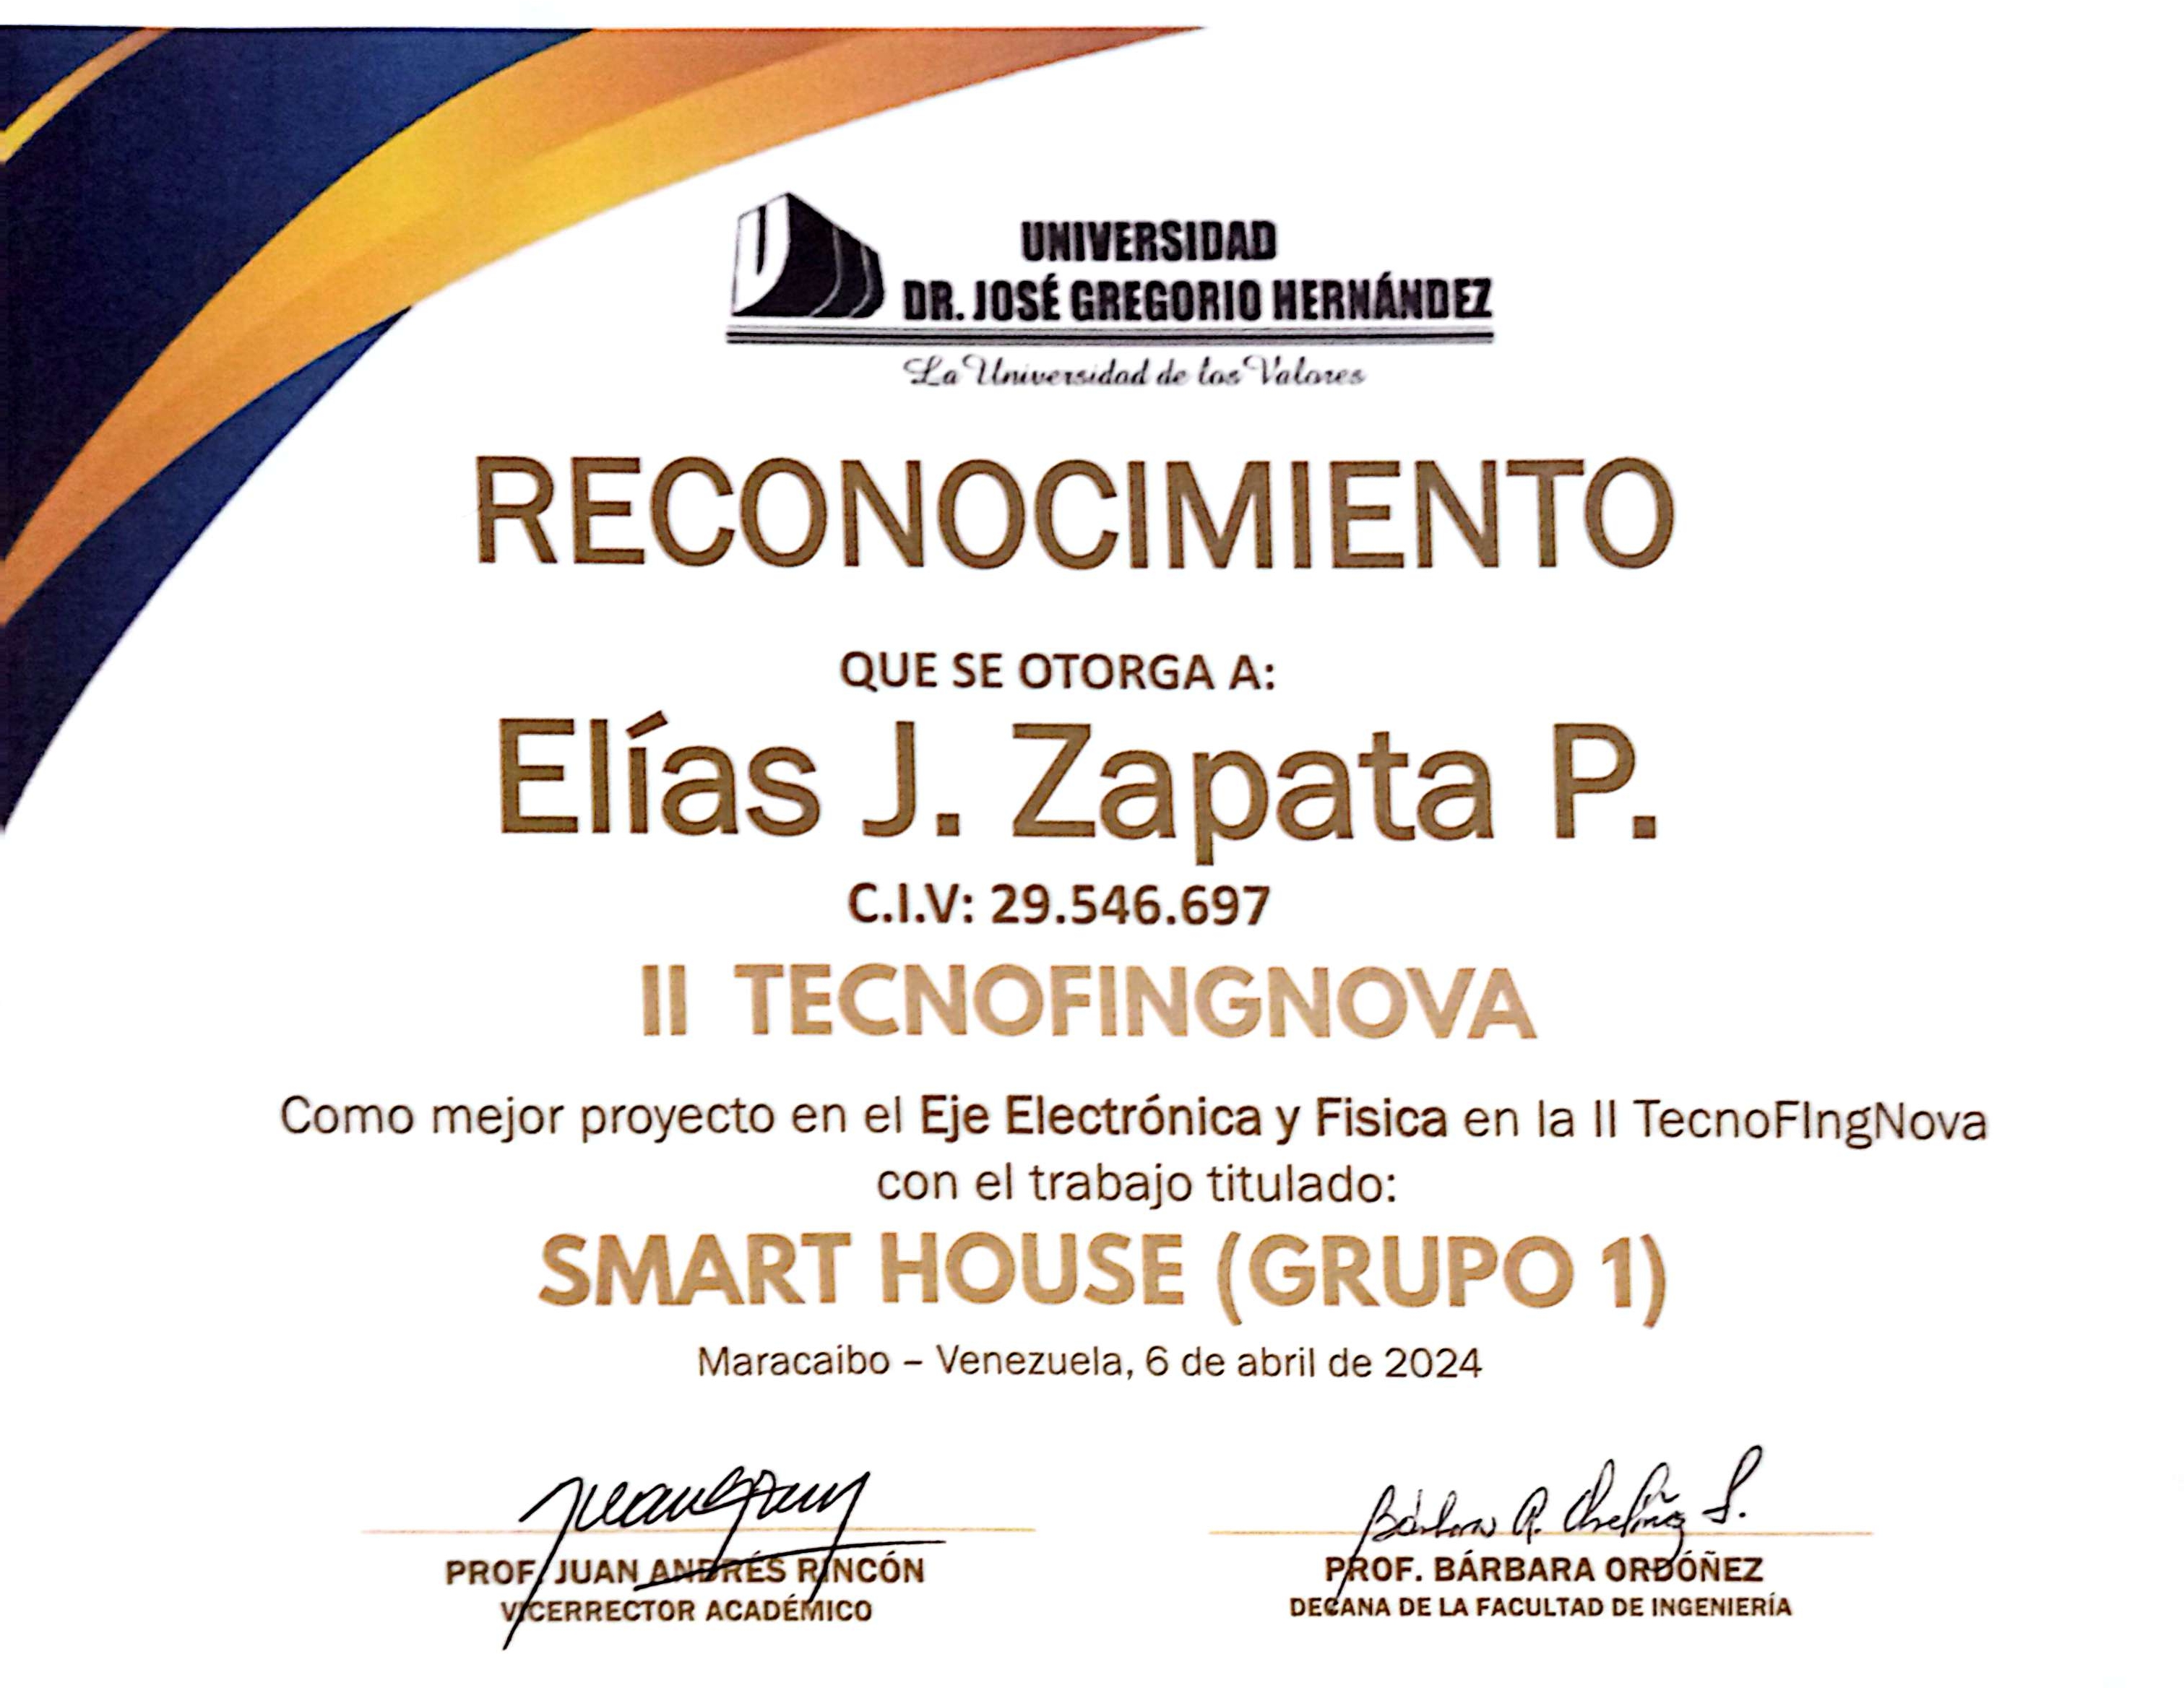 UNIVERSIDAD
DR. JOSÉ GREGORIO HERNÁNDEZ
La Universidad de los Valores
RECONOCIMIENTO
QUE SE OTORGA A:
Elías J. Zapata P.
C.I.V: 29.546.697
II TECNOFINGNOVA
Como mejor proyecto en el Eje Electrónica y Fisica en la II TecnoFIngNova
con el trabajo titulado:
SMART HOUSE (GRUPO 1)
Maracaibo – Venezuela, 6 de abril de 2024
PROF. JUAN ANDRÉS RINCÓN
VICERRECTOR ACADÉMICO
PROF. BÁRBARA ORDÓÑEZ
DECANA DE LA FACULTAD DE INGENIERÍA